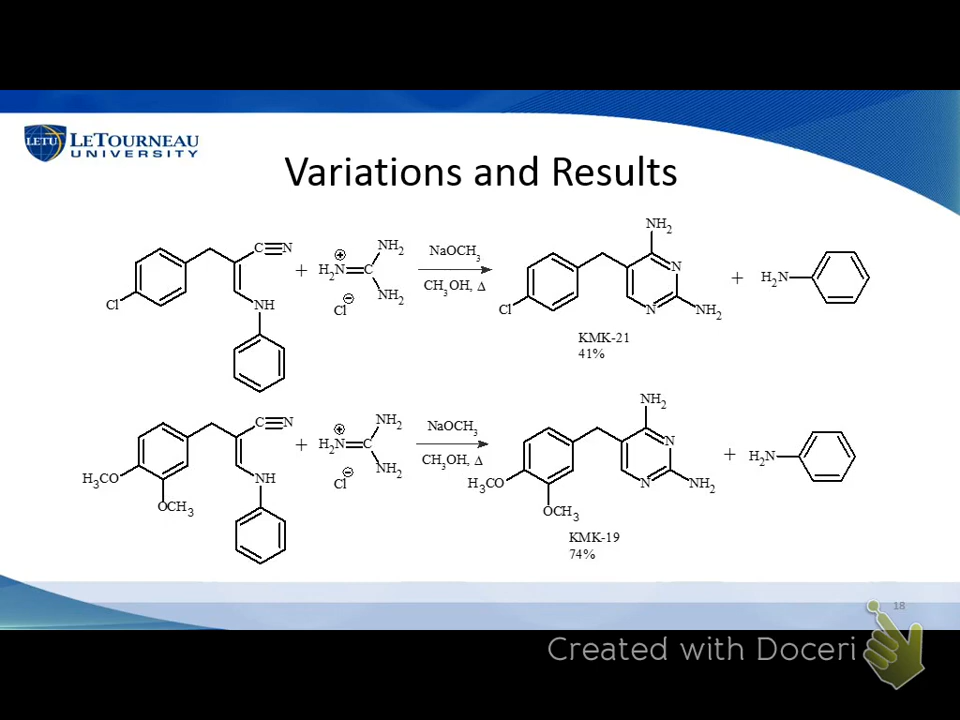 LETU LETOURNEAU
UNIVERSITY
Variations and Results
Cl
C≡N
NH
+
H2N=C
⊕
NH2
NH2
Cl ⊖
NaOCH3
CH3OH, Δ
Cl
NH2
N
N
NH2
KMK-21
41%
+
H2N
H3CO
OCH3
C≡N
NH
+
H2N=C
⊕
NH2
NH2
Cl ⊖
NaOCH3
CH3OH, Δ
H3CO
OCH3
NH2
N
N
NH2
KMK-19
74%
+
H2N
18
Created with Doceri